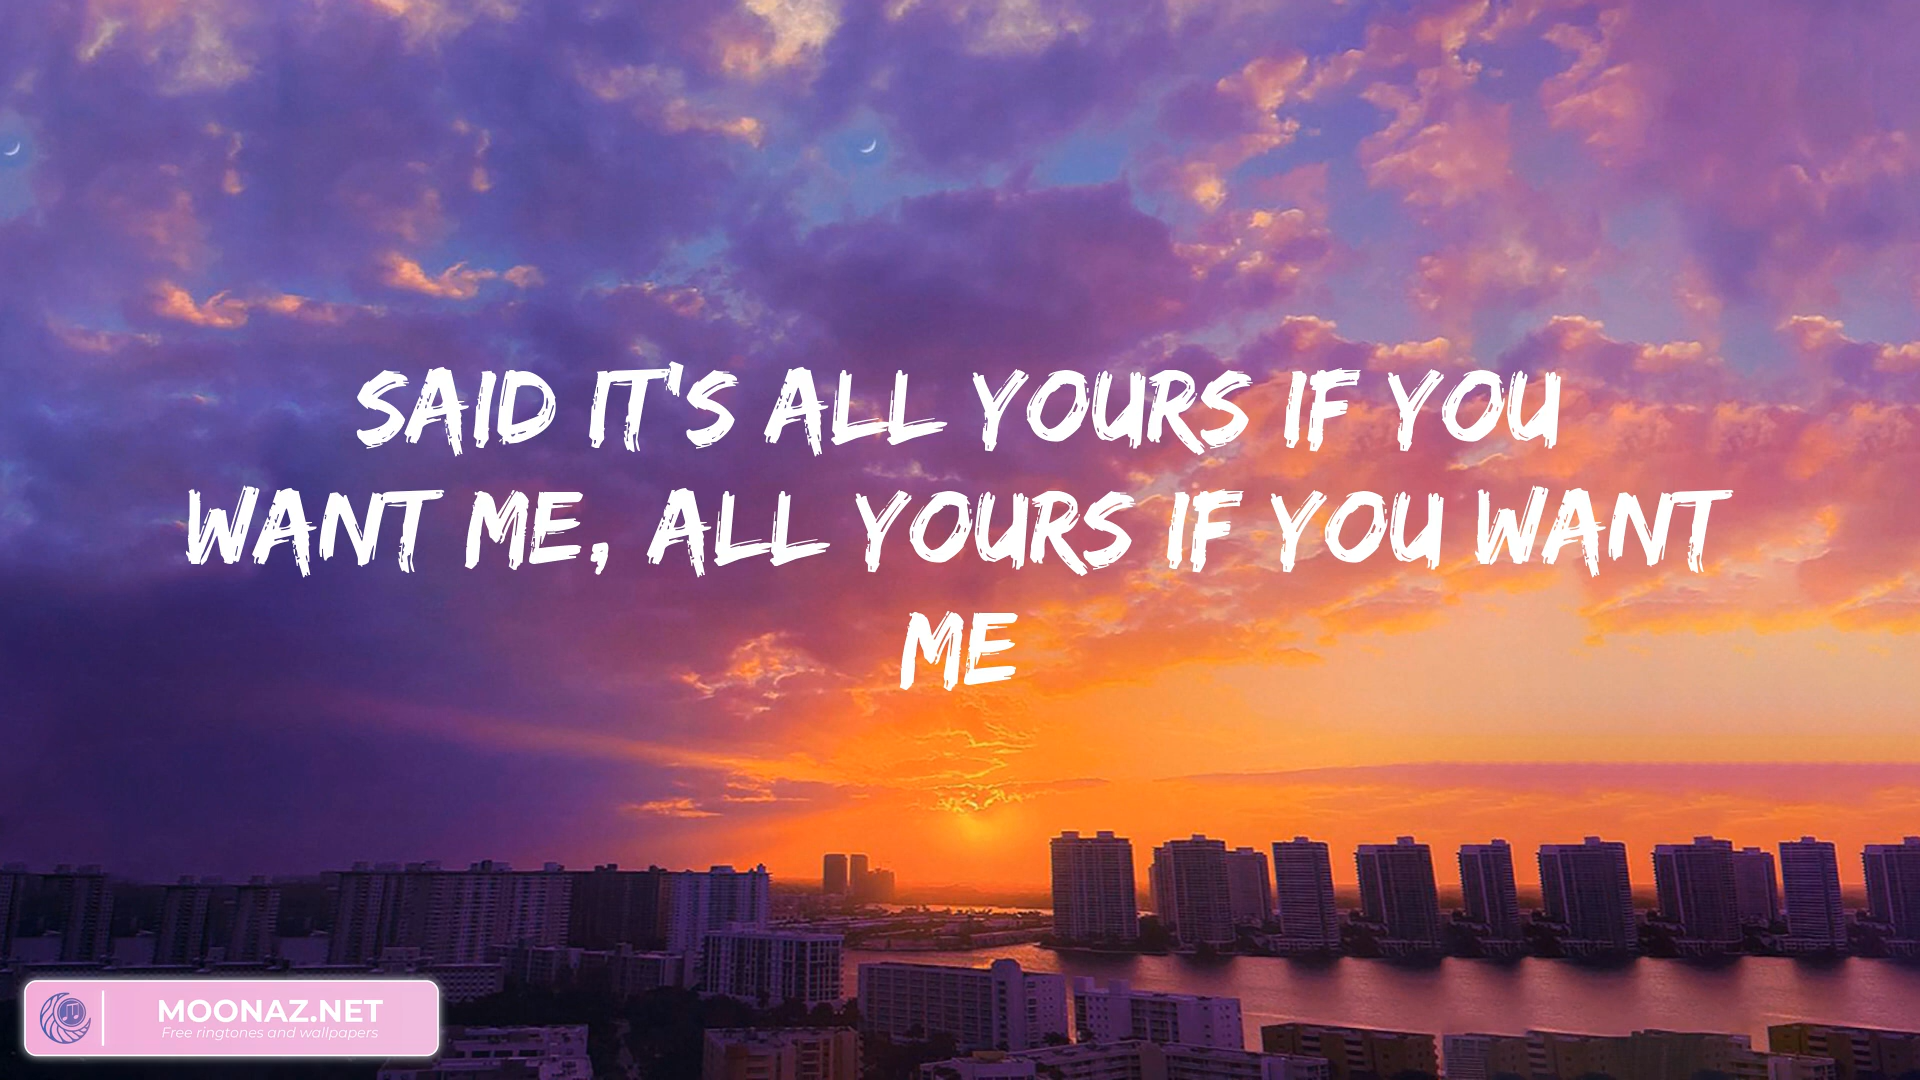 SAID IT'S ALL YOURS IF YOU
WANT ME, ALL YOURS IF YOU WANT
ME
MOONAZ.NET
Free ringtones and wallpapers